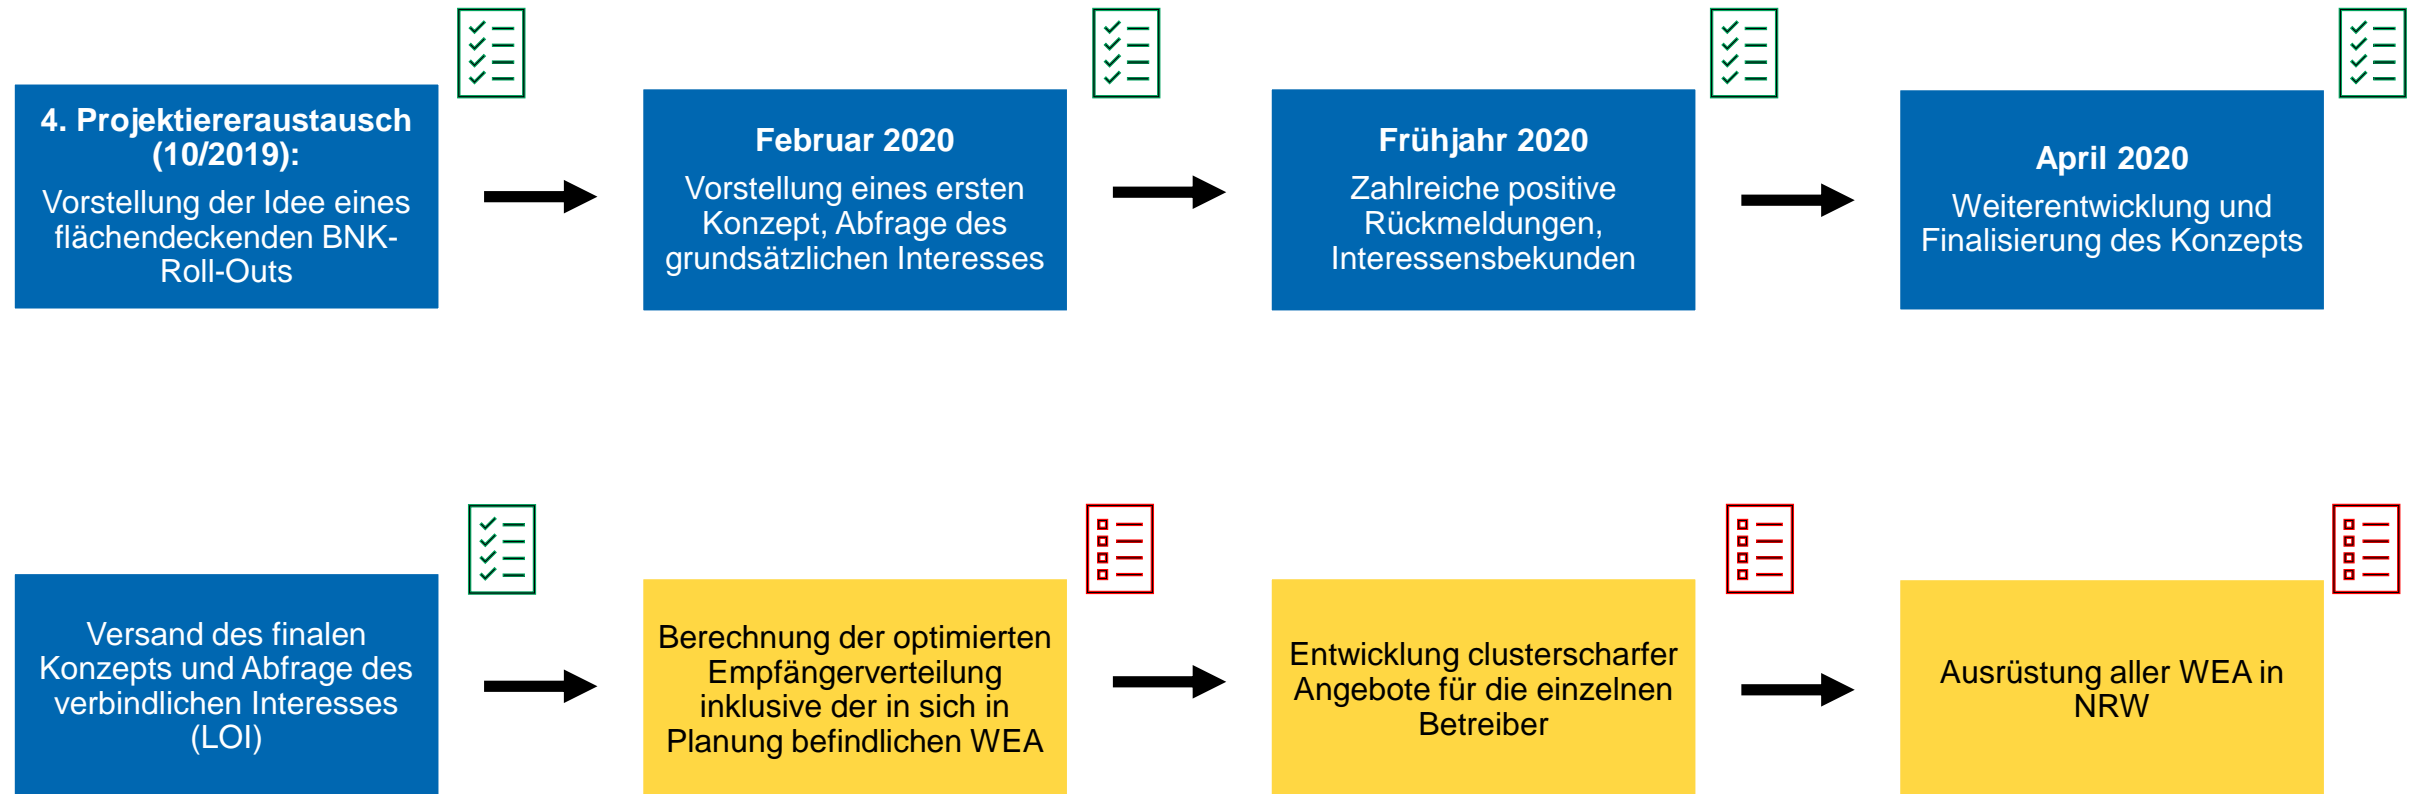 4. Projektiereraustausch
(10/2019):
Vorstellung der Idee eines
flächendeckenden BNK-
Roll-Outs
Februar 2020
Vorstellung eines ersten
Konzept, Abfrage des
grundsätzlichen Interesses
Frühjahr 2020
Zahlreiche positive
Rückmeldungen,
Interessensbekunden
April 2020
Weiterentwicklung und
Finalisierung des Konzepts
Versand des finalen
Konzepts und Abfrage des
verbindlichen Interesses
(LOI)
Berechnung der optimierten
Empfängerverteilung
inklusive der in sich in
Planung befindlichen WEA
Entwicklung clusterscharfer
Angebote für die einzelnen
Betreiber
Ausrüstung aller WEA in
NRW